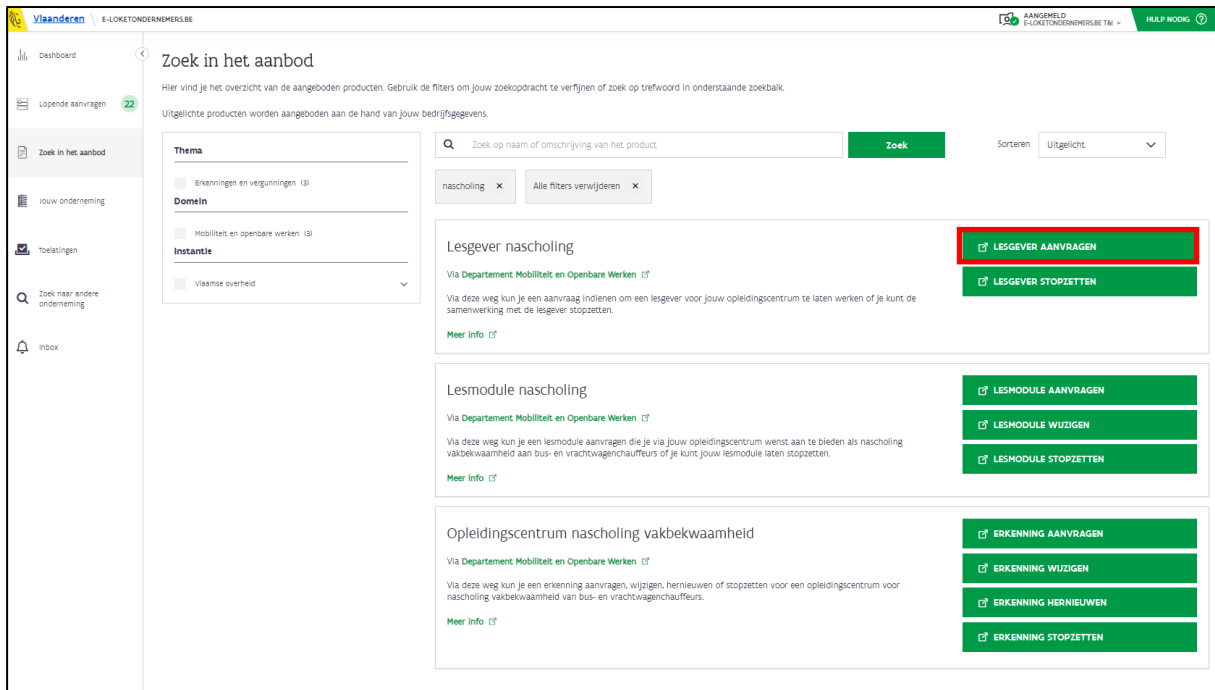 Vlaanderen
E-LOKETONDERNEMERS.BE
AANGEMELD
E-LOKETONDERNEMERS.BE T&I
HULP NODIG ?
Dashboard
Lopende aanvragen 22
Zoek in het aanbod
Jouw onderneming
Toelatingen
Zoek naar andere
onderneming
Inbox
Zoek in het aanbod
Hier vind je het overzicht van de aangeboden producten. Gebruik de filters om jouw zoekopdracht te verfijnen of zoek op trefwoord in onderstaande zoekbalk.
Uitgelichte producten worden aangeboden aan de hand van jouw bedrijfsgegevens.
Thema
Erkenningen en vergunningen (3)
Domein
Mobiliteit en openbare werken (3)
Instantie
Vlaamse overheid
Zoek op naam of omschrijving van het product
Zoek
Sorteren
Uitgelicht
nascholing ×
Alle filters verwijderen ×
Lesgever nascholing
Via Departement Mobiliteit en Openbare Werken
Via deze weg kun je een aanvraag indienen om een lesgever voor jouw opleidingscentrum te laten werken of je kunt de
samenwerking met de lesgever stopzetten.
Meer info
LESGEVER AANVRAGEN
LESGEVER STOPZETTEN
Lesmodule nascholing
Via Departement Mobiliteit en Openbare Werken
Via deze weg kun je een lesmodule aanvragen die je via jouw opleidingscentrum wenst aan te bieden als nascholing
vakbekwaamheid aan bus- en vrachtwagenchauffeurs of je kunt jouw lesmodule laten stopzetten.
Meer info
LESMODULE AANVRAGEN
LESMODULE WIJZIGEN
LESMODULE STOPZETTEN
Opleidingscentrum nascholing vakbekwaamheid
Via Departement Mobiliteit en Openbare Werken
Via deze weg kun je een erkenning aanvragen, wijzigen, hernieuwen of stopzetten voor een opleidingscentrum voor
nascholing vakbekwaamheid van bus- en vrachtwagenchauffeurs.
Meer info
ERKENNING AANVRAGEN
ERKENNING WIJZIGEN
ERKENNING HERNIEUWEN
ERKENNING STOPZETTEN